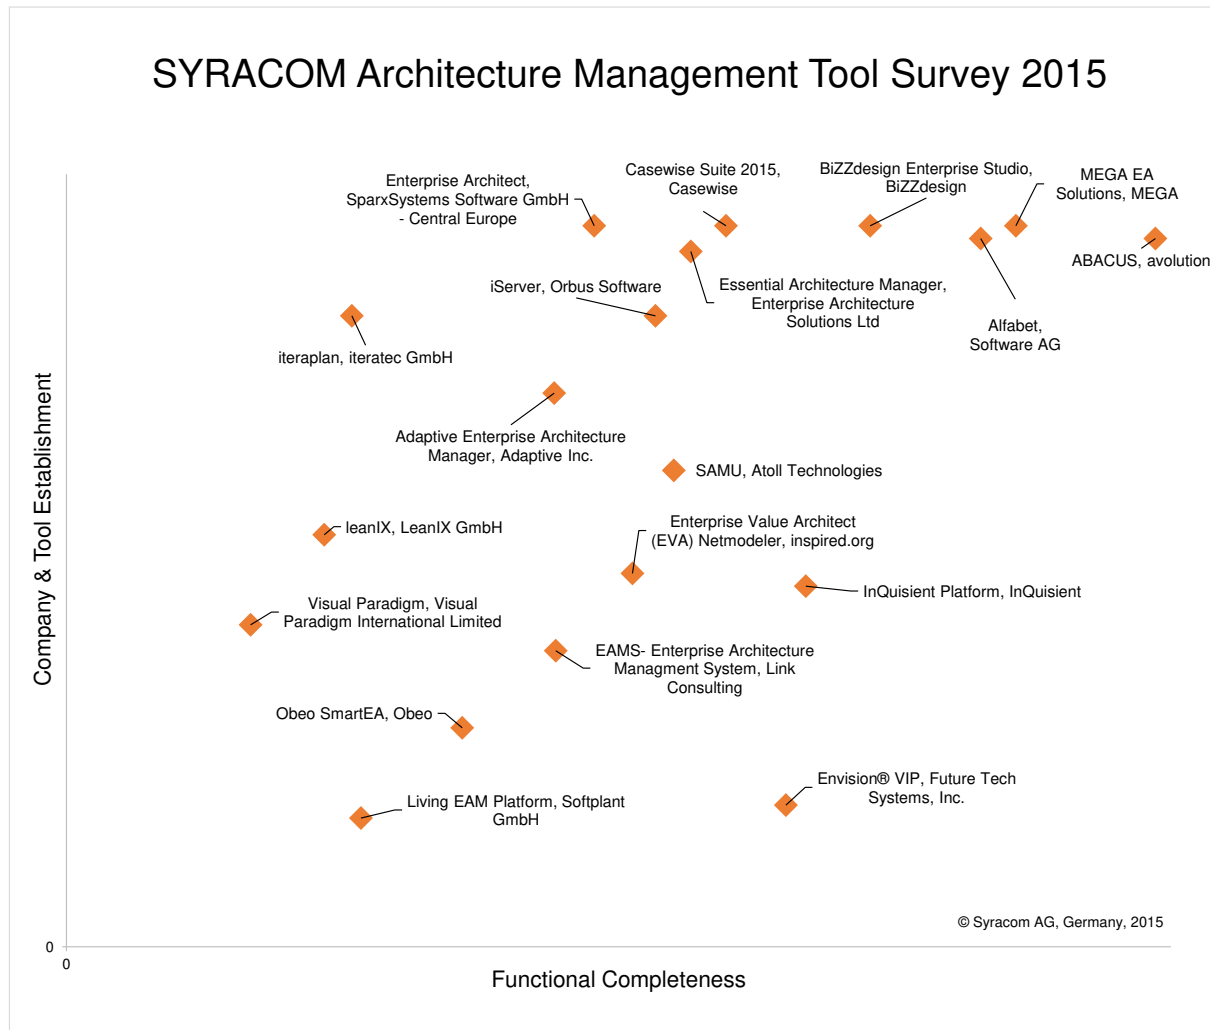 SYRACOM Architecture Management Tool Survey 2015
Enterprise Architect,
SparxSystems Software GmbH
- Central Europe
Casewise Suite 2015,
Casewise
BiZZdesign Enterprise Studio,
BiZZdesign
MEGA EA
Solutions, MEGA
ABACUS, avolution
iServer, Orbus Software
Essential Architecture Manager,
Enterprise Architecture
Solutions Ltd
Alfabet,
Software AG
iteraplan, iteratec GmbH
Adaptive Enterprise Architecture
Manager, Adaptive Inc.
SAMU, Atoll Technologies
leanIX, LeanIX GmbH
Enterprise Value Architect
(EVA) Netmodeler, inspired.org
InQuisient Platform, InQuisient
Visual Paradigm, Visual
Paradigm International Limited
EAMS- Enterprise Architecture
Managment System, Link
Consulting
Obeo SmartEA, Obeo
Envision® VIP, Future Tech
Systems, Inc.
Living EAM Platform, Softplant
GmbH
Company & Tool Establishment
© Syracom AG, Germany, 2015
0
0
Functional Completeness